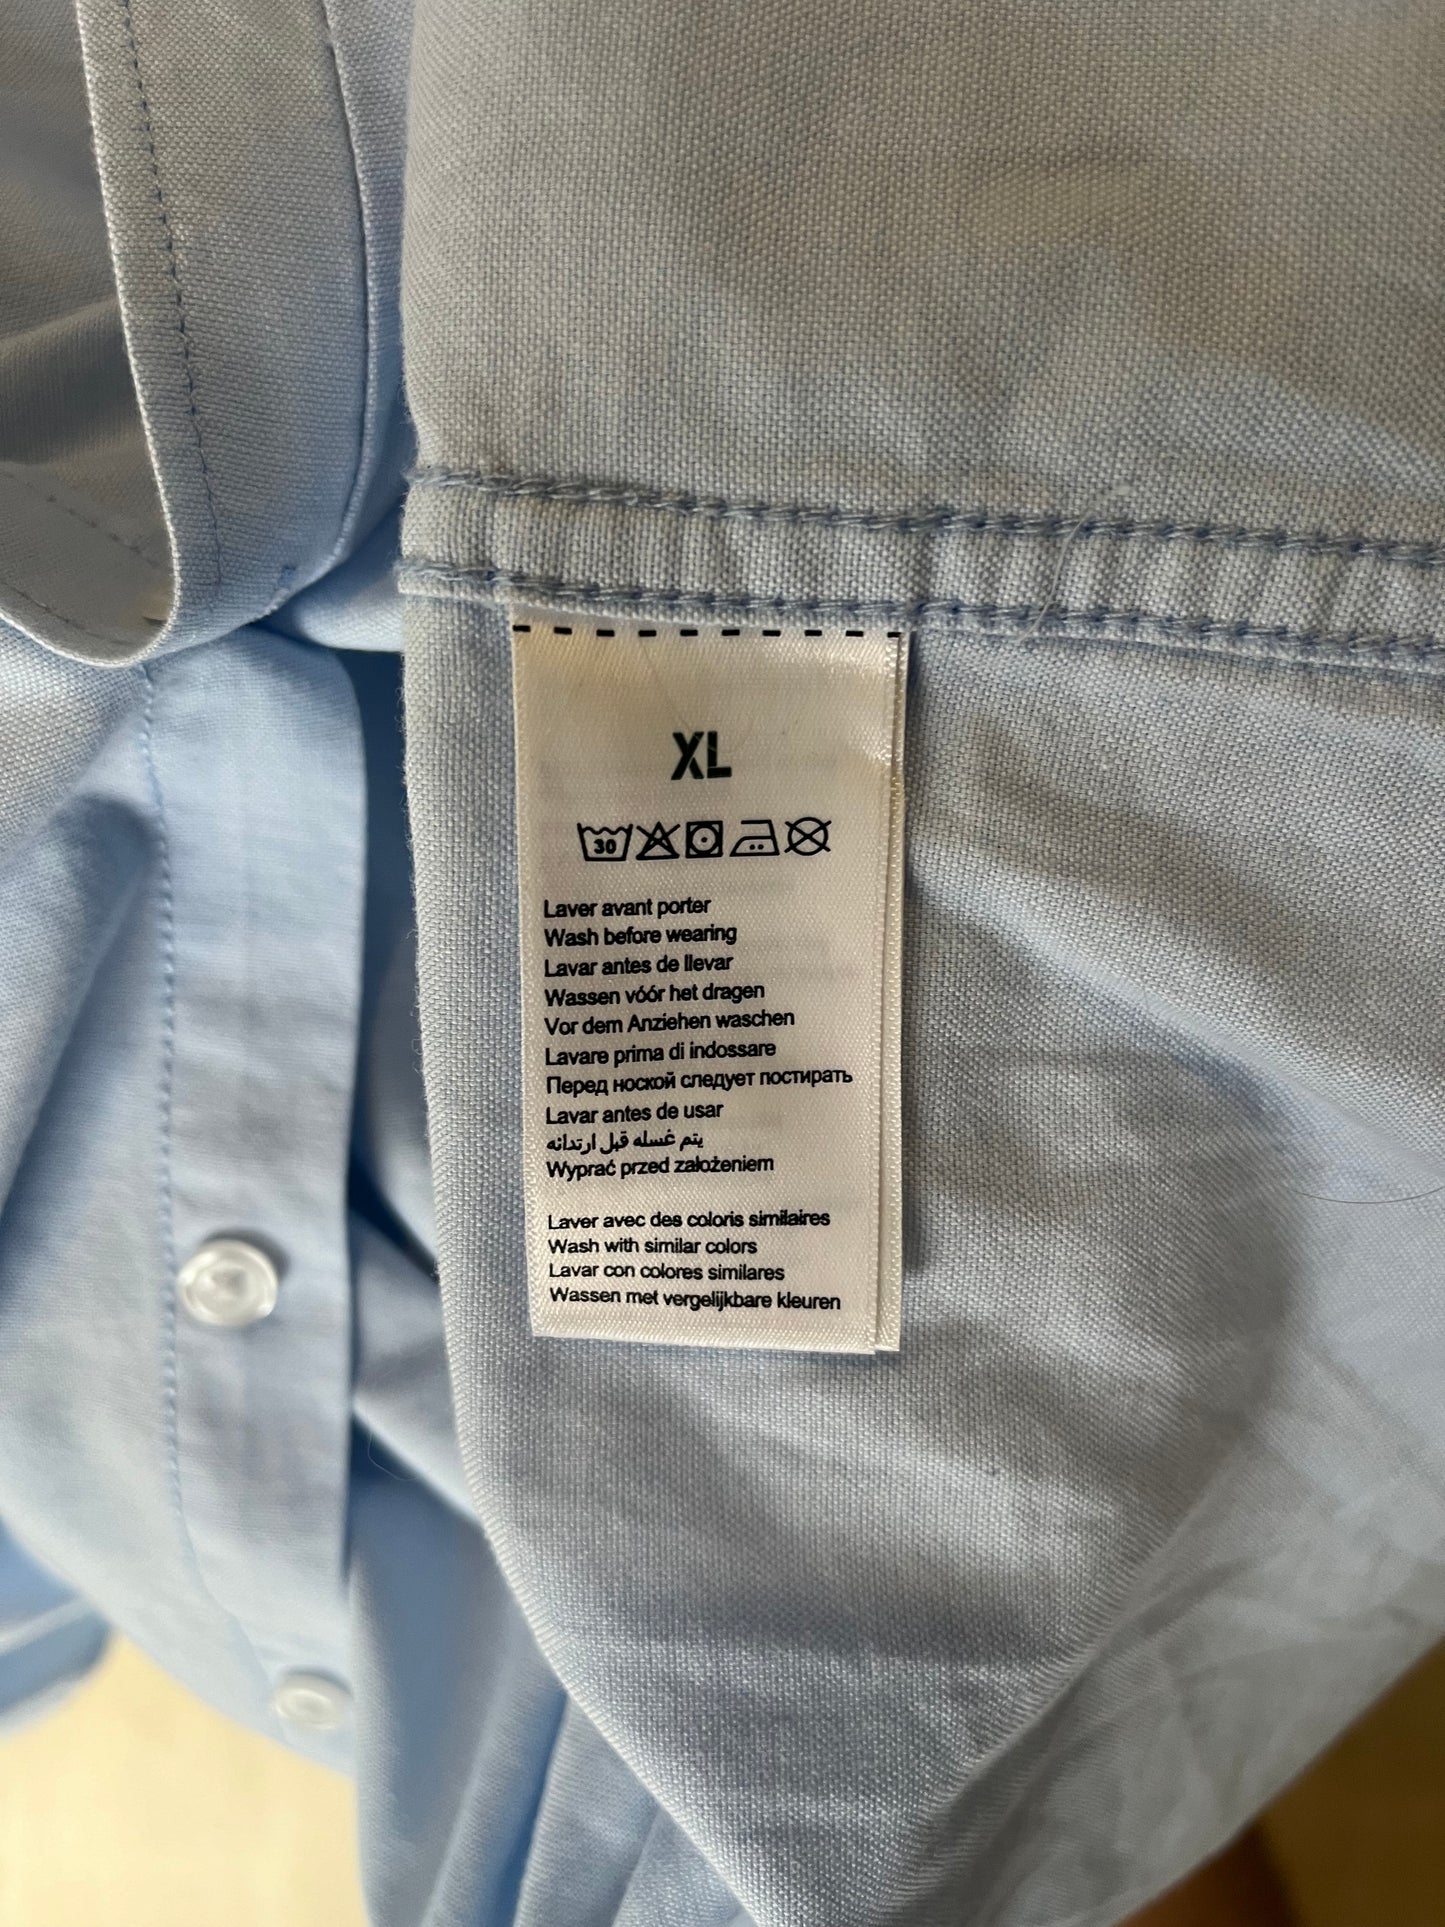 XL
30
Laver avant porter
Wash before wearing
Lavar antes de llevar
Wassen vóór het dragen
Vor dem Anziehen waschen
Lavare prima di indossare
Перед ноской следует постирать
Lavar antes de usar
يتم غسله قبل ارتدائه
Wyprać przed założeniem
Laver avec des coloris similaires
Wash with similar colors
Lavar con colores similares
Wassen met vergelijkbare kleuren